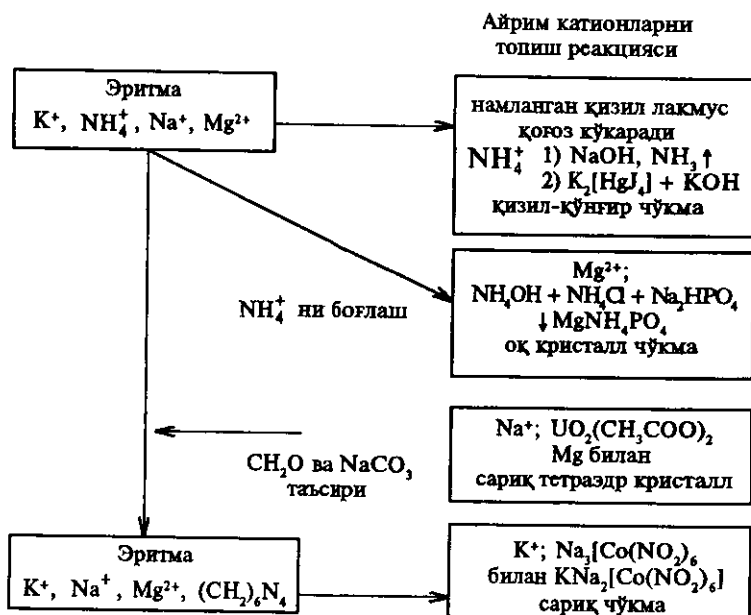 Айрим катионларни
топиш реакцияси
Эритма
K⁺, NH₄⁺, Na⁺, Mg²⁺
намланган қизил лакмус
қоғоз кўкаради
NH₄⁺ 1) NaOH, NH₃↑
2) K₂[HgJ₄] + KOH
қизил-қўнғир чўкма
NH₄⁺ ни боғлаш
Mg²⁺;
NH₄OH + NH₄Cl + Na₂HPO₄
↓MgNH₄PO₄
оқ кристалл чўкма
CH₂O ва NaCO₃
таъсири
Na⁺; UO₂(CH₃COO)₂
Mg билан
сариқ тетраэдр кристалл
Эритма
K⁺, Na⁺, Mg²⁺, (CH₂)₆N₄
K⁺; Na₃[Co(NO₂)₆
билан KNa₂[Co(NO₂)₆]
сариқ чўкма